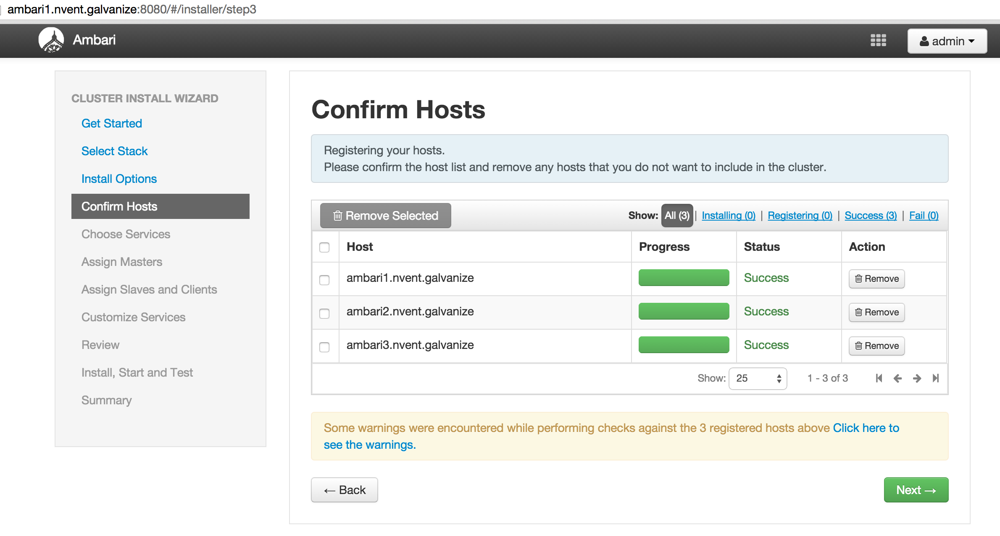 ambari1.nvent.galvanize:8080/#/installer/step3
Ambari
admin
CLUSTER INSTALL WIZARD
Get Started
Select Stack
Install Options
Confirm Hosts
Choose Services
Assign Masters
Assign Slaves and Clients
Customize Services
Review
Install, Start and Test
Summary
Confirm Hosts
Registering your hosts.
Please confirm the host list and remove any hosts that you do not want to include in the cluster.
Remove Selected Show: All (3) | Installing (0) | Registering (0) | Success (3) | Fail (0)
Host Progress Status Action
ambari1.nvent.galvanize Success Remove
ambari2.nvent.galvanize Success Remove
ambari3.nvent.galvanize Success Remove
Show: 25 1 - 3 of 3
Some warnings were encountered while performing checks against the 3 registered hosts above Click here to
see the warnings.
← Back Next →